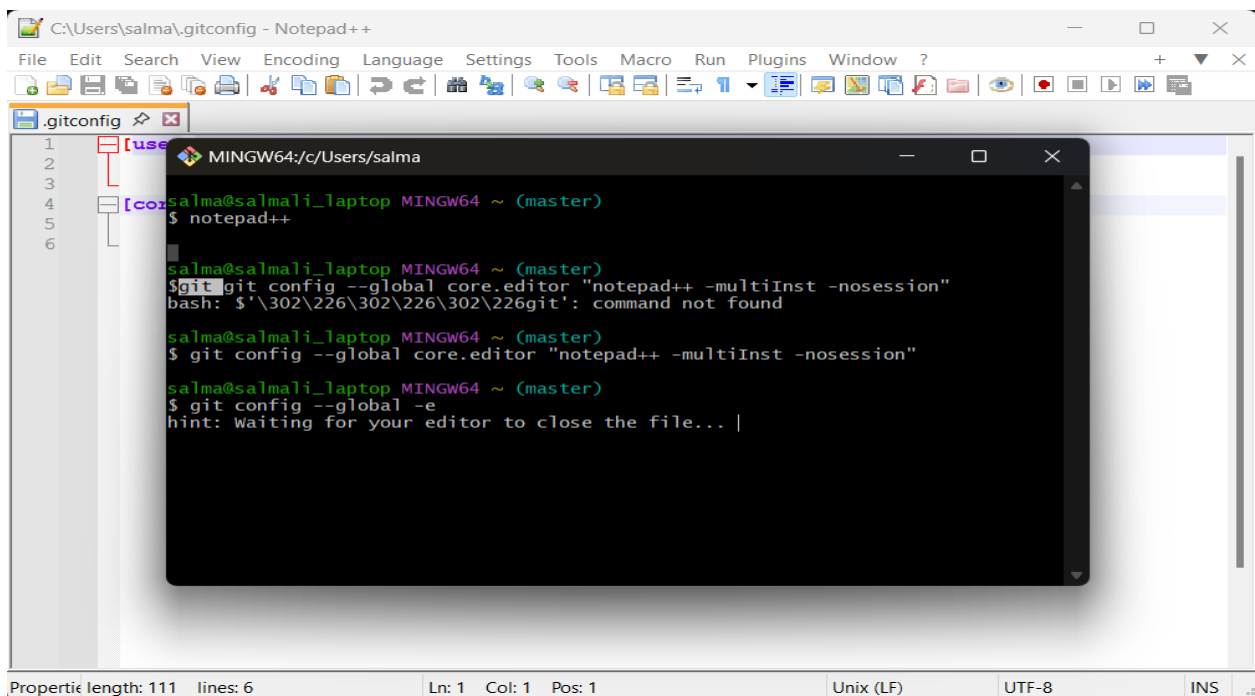 C:\Users\salma\.gitconfig - Notepad++
File Edit Search View Encoding Language Settings Tools Macro Run Plugins Window ? + ▼ ×
.gitconfig
1 [use
2
3
4 [cor
5
6
MINGW64:/c/Users/salma
salma@salmali_laptop MINGW64 ~ (master)
$ notepad++
salma@salmali_laptop MINGW64 ~ (master)
$git git config --global core.editor "notepad++ -multiInst -nosession"
bash: $'\302\226\302\226\302\226git': command not found
salma@salmali_laptop MINGW64 ~ (master)
$ git config --global core.editor "notepad++ -multiInst -nosession"
salma@salmali_laptop MINGW64 ~ (master)
$ git config --global -e
hint: Waiting for your editor to close the file...
Propertie length: 111 lines: 6 Ln: 1 Col: 1 Pos: 1 Unix (LF) UTF-8 INS